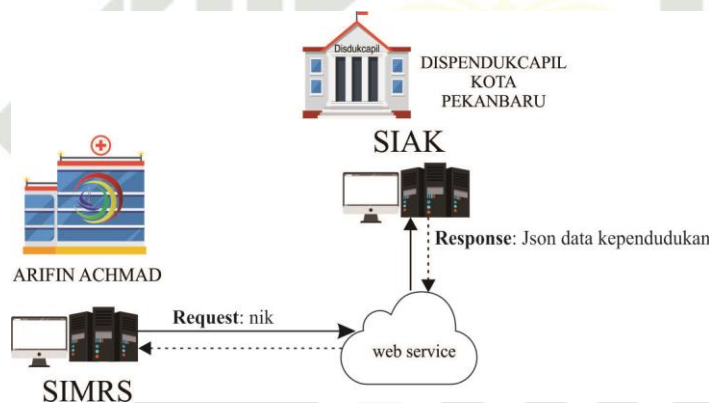 Disdukcapil
DISPENDUKCAPIL
KOTA
PEKANBARU
SIAK
Response: Json data kependudukan
ARIFIN ACHMAD
Request: nik
web service
SIMRS